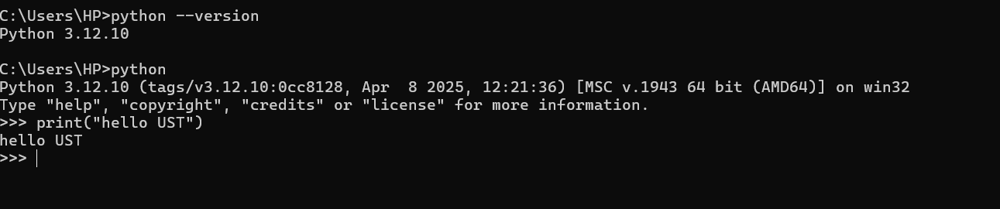 C:\Users\HP>python --version
Python 3.12.10
C:\Users\HP>python
Python 3.12.10 (tags/v3.12.10:0cc8128, Apr  8 2025, 12:21:36) [MSC v.1943 64 bit (AMD64)] on win32
Type "help", "copyright", "credits" or "license" for more information.
>>> print("hello UST")
hello UST
>>>